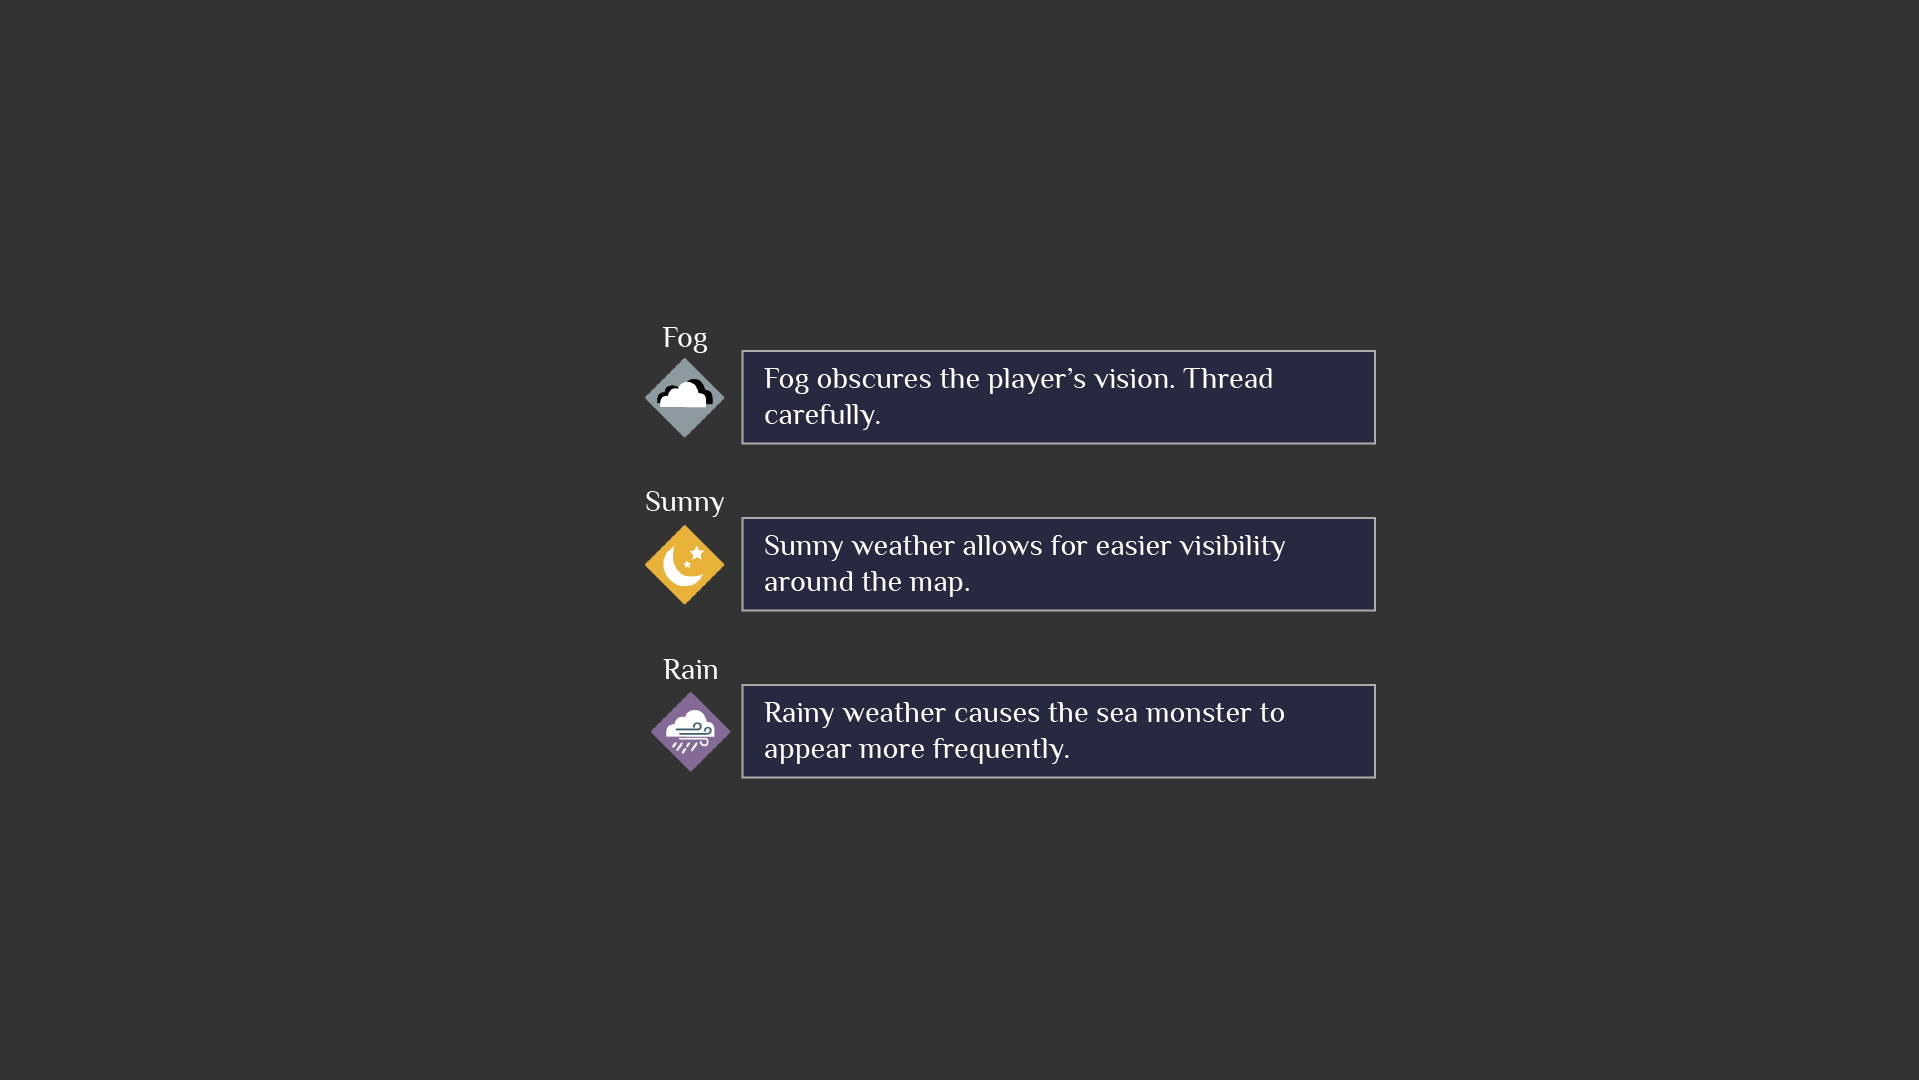 Fog
Fog obscures the player’s vision. Thread
carefully.
Sunny
Sunny weather allows for easier visibility
around the map.
Rain
Rainy weather causes the sea monster to
appear more frequently.